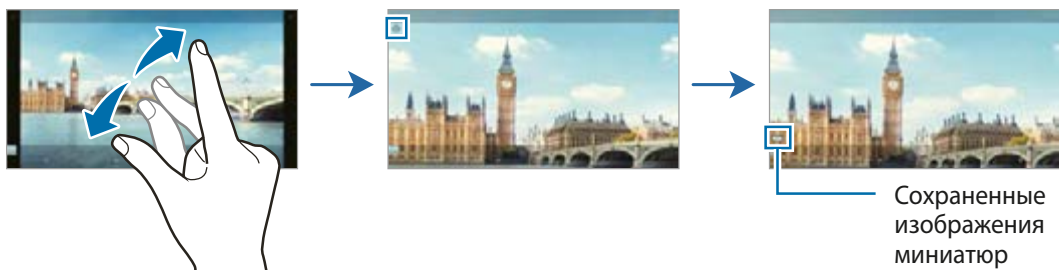 Сохраненные
изображения
миниатюр